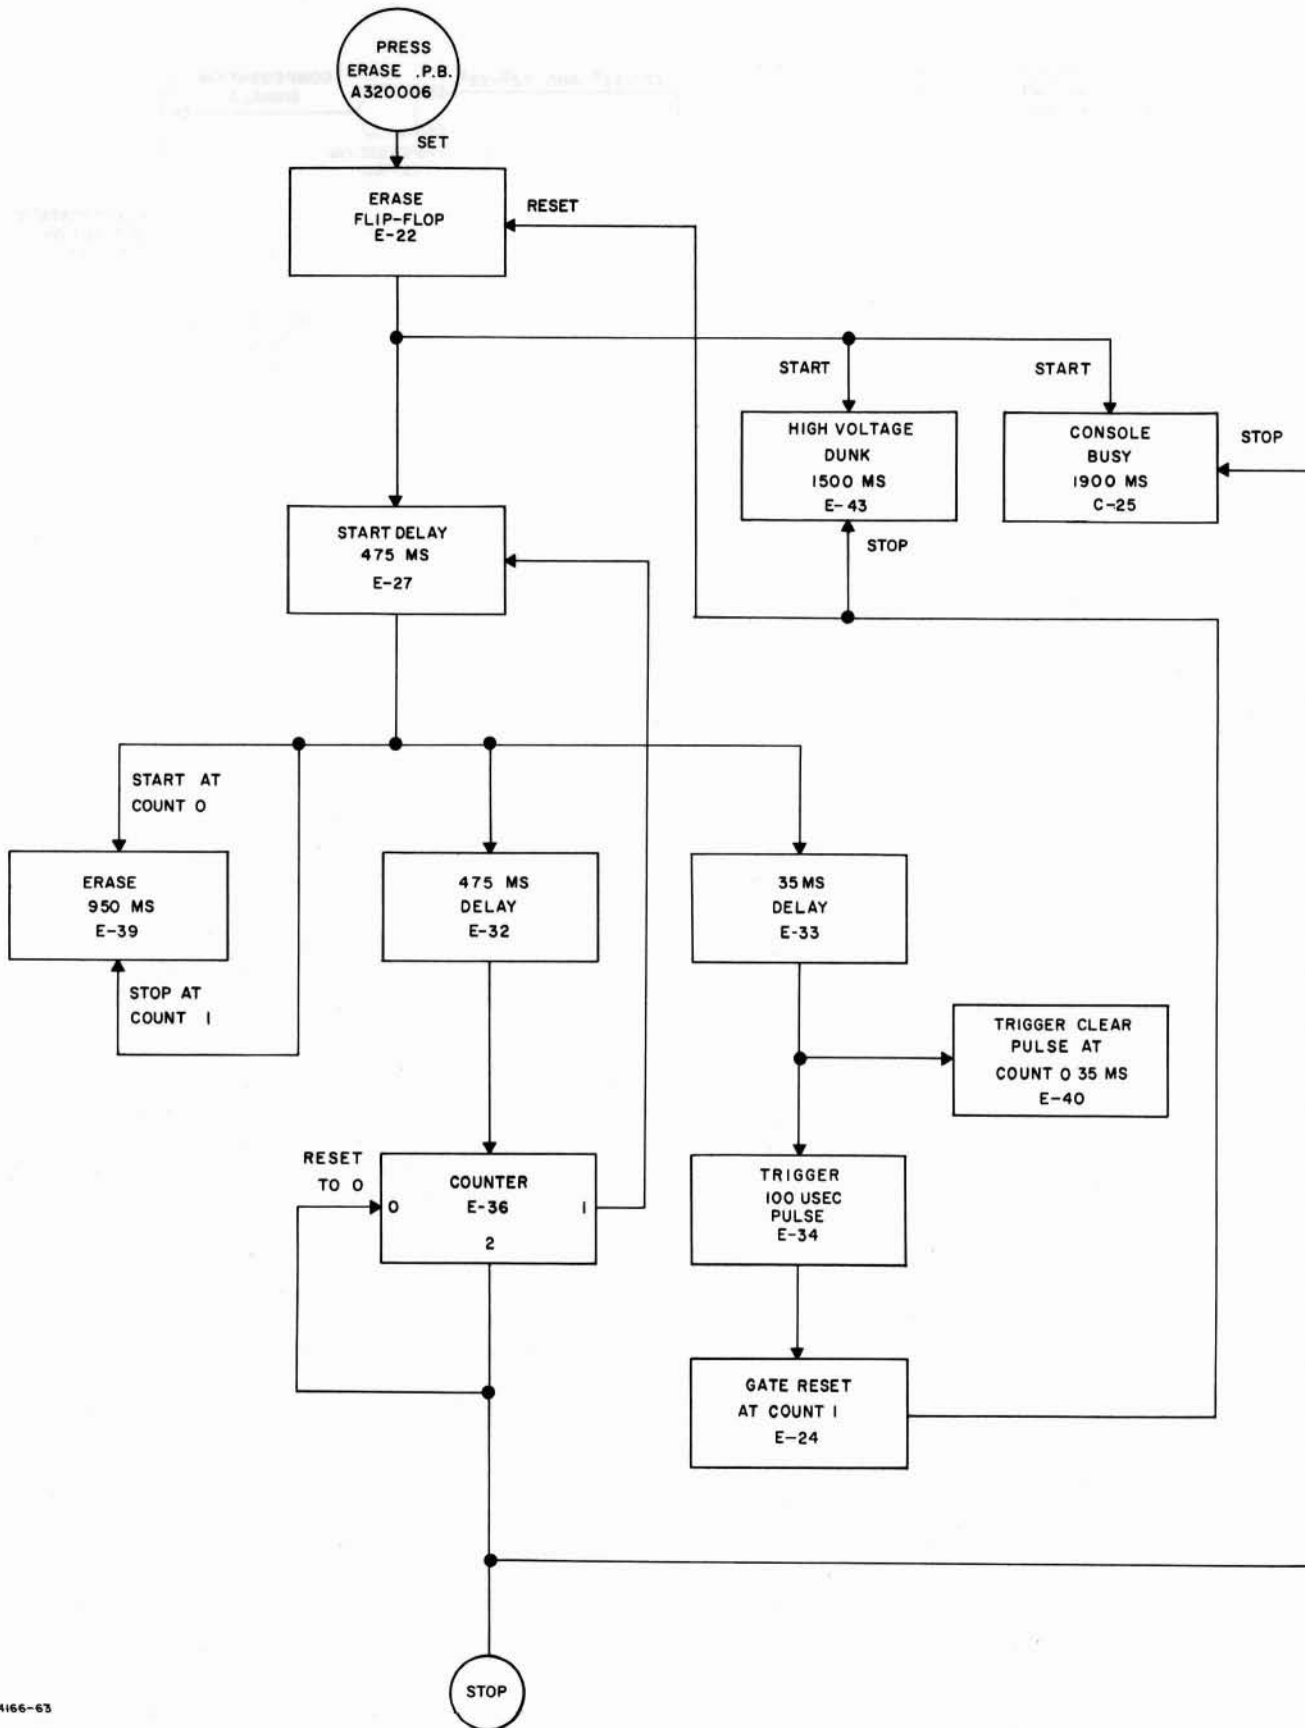 PRESS
ERASE .P.B.
A320006
SET
ERASE
FLIP-FLOP
E-22
RESET
START
START
HIGH VOLTAGE
DUNK
1500 MS
E-43
CONSOLE
BUSY
1900 MS
C-25
STOP
START DELAY
475 MS
E-27
STOP
START AT
COUNT 0
ERASE
950 MS
E-39
475 MS
DELAY
E-32
35MS
DELAY
E-33
STOP AT
COUNT 1
TRIGGER CLEAR
PULSE AT
COUNT 0 35 MS
E-40
RESET
TO 0
0
COUNTER
E-36
1
2
TRIGGER
100 USEC
PULSE
E-34
GATE RESET
AT COUNT 1
E-24
STOP
4166-63